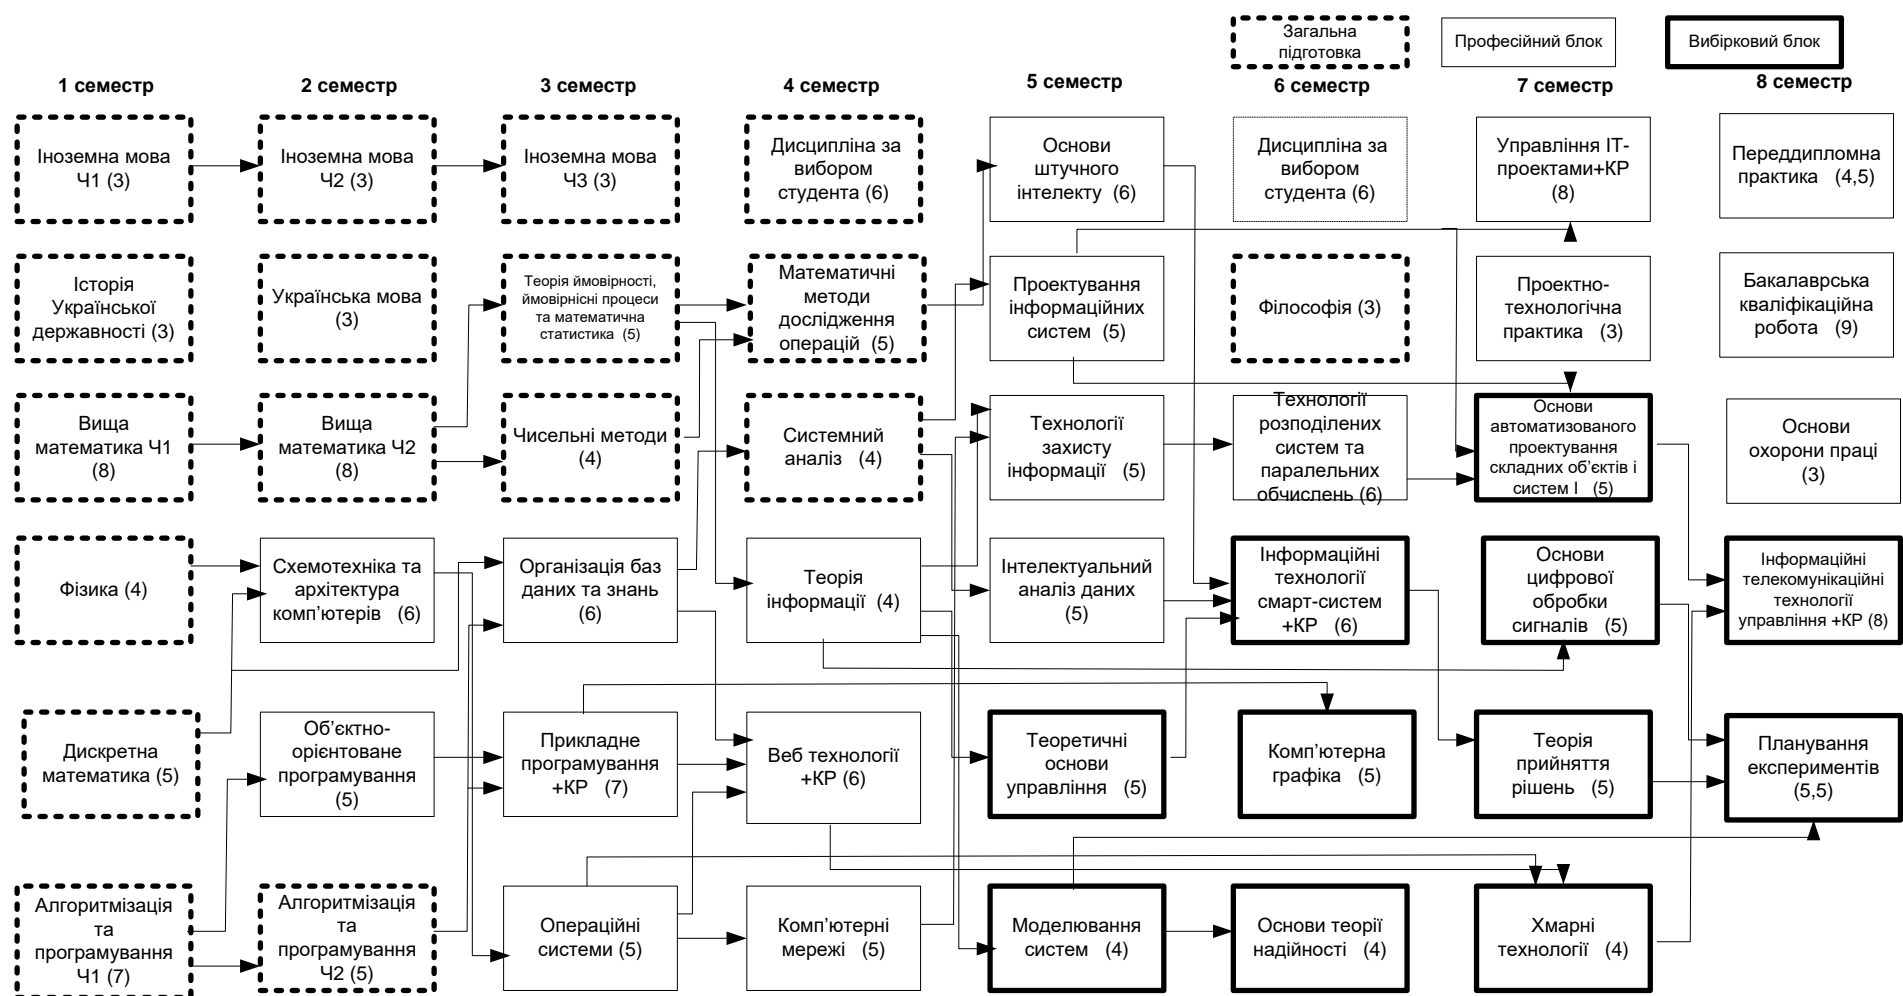 Загальна
підготовка
Професійний блок
Вибірковий блок
1 семестр
2 семестр
3 семестр
4 семестр
5 семестр
6 семестр
7 семестр
8 семестр
Іноземна мова
Ч1 (3)
Іноземна мова
Ч2 (3)
Іноземна мова
Ч3 (3)
Дисципліна за
вибором
студента (6)
Основи
штучного
інтелекту (6)
Дисципліна за
вибором
студента (6)
Управління ІТ-
проектами+КР
(8)
Переддипломна
практика (4,5)
Історія
Української
державності (3)
Українська мова
(3)
Теорія ймовірності,
ймовірнісні процеси
та математична
статистика (5)
Математичні
методи
дослідження
операцій (5)
Проектування
інформаційних
систем (5)
Філософія (3)
Проектно-
технологічна
практика (3)
Бакалаврська
кваліфікаційна
робота (9)
Вища
математика Ч1
(8)
Вища
математика Ч2
(8)
Чисельні методи
(4)
Системний
аналіз (4)
Технології
захисту
інформації (5)
Технології
розподілених
систем та
паралельних
обчислень (6)
Основи
автоматизованого
проектування
складних об’єктів і
систем І (5)
Основи
охорони праці
(3)
Фізика (4)
Схемотехніка та
архітектура
комп’ютерів (6)
Організація баз
даних та знань
(6)
Теорія
інформації (4)
Інтелектуальний
аналіз даних
(5)
Інформаційні
технології
смарт-систем
+КР (6)
Основи
цифрової
обробки
сигналів (5)
Інформаційні
телекомунікаційні
технології
управління +КР (8)
Дискретна
математика (5)
Об’єктно-
орієнтоване
програмування
(5)
Прикладне
програмування
+КР (7)
Веб технології
+КР (6)
Теоретичні
основи
управління (5)
Комп’ютерна
графіка (5)
Теорія
прийняття
рішень (5)
Планування
експериментів
(5,5)
Алгоритмізація
та
програмування
Ч1 (7)
Алгоритмізація
та
програмування
Ч2 (5)
Операційні
системи (5)
Комп’ютерні
мережі (5)
Моделювання
систем (4)
Основи теорії
надійності (4)
Хмарні
технології (4)